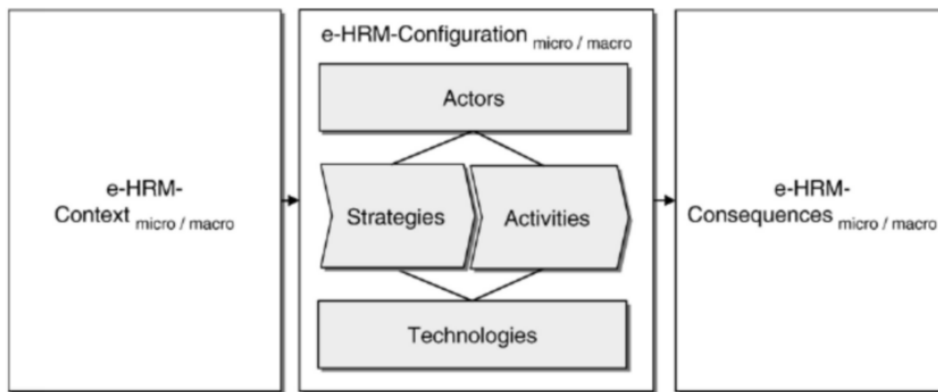 e-HRM-
Context micro / macro
e-HRM-Configuration micro / macro
Actors
Strategies
Activities
Technologies
e-HRM-
Consequences micro / macro